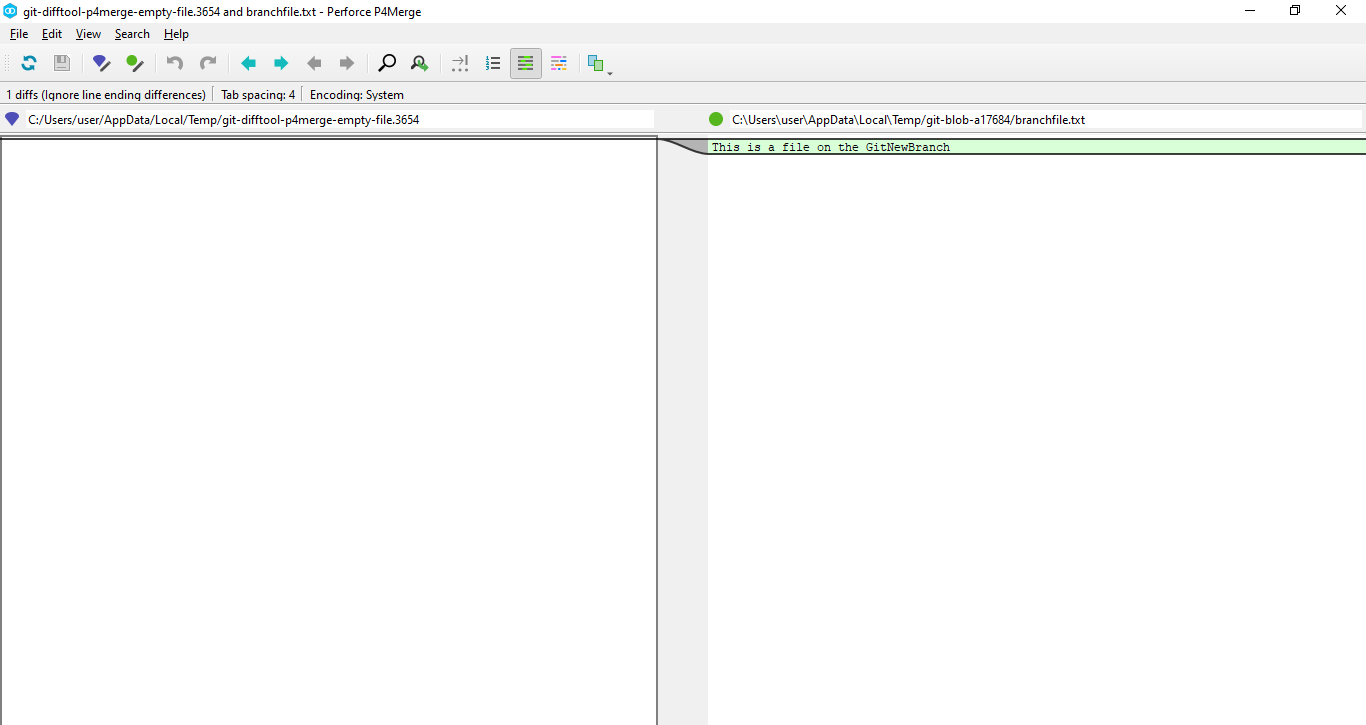 git-difftool-p4merge-empty-file.3654 and branchfile.txt - Perforce P4Merge
File Edit View Search Help
1 diffs (Ignore line ending differences) Tab spacing: 4 Encoding: System
C:/Users/user/AppData/Local/Temp/git-difftool-p4merge-empty-file.3654
C:\Users\user\AppData\Local\Temp/git-blob-a17684/branchfile.txt
This is a file on the GitNewBranch